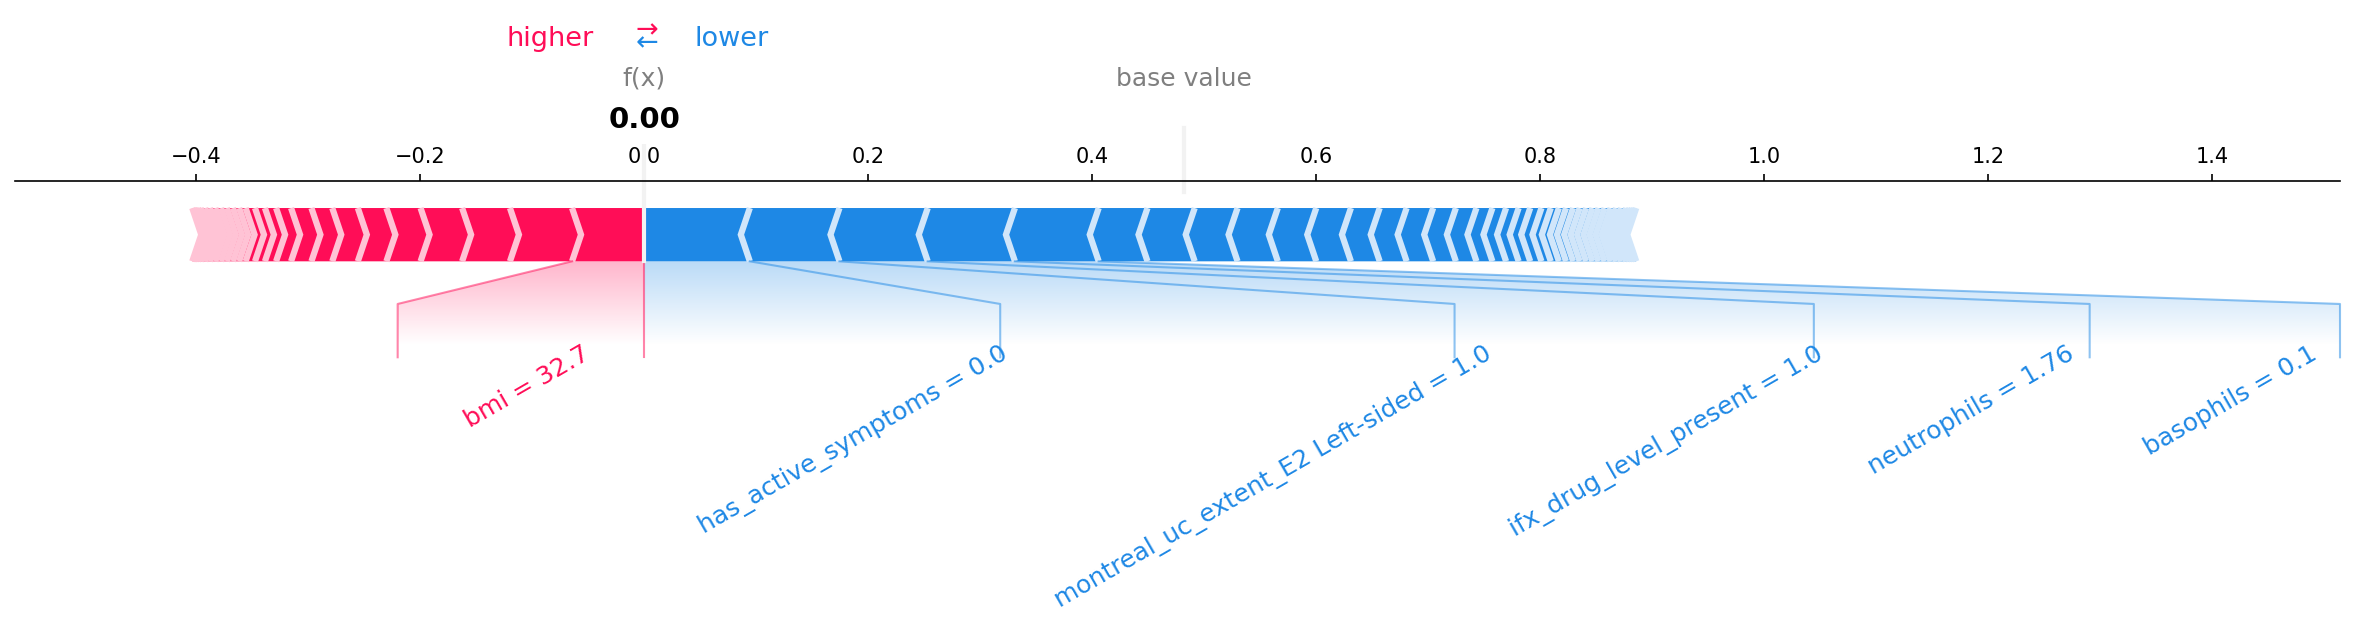 higher ⇄ lower
f(x)
base value
0.00
−0.4 −0.2 0.0 0.2 0.4 0.6 0.8 1.0 1.2 1.4
bmi = 32.7
has_active_symptoms = 0.0
montreal_uc_extent_E2 Left-sided = 1.0
ifx_drug_level_present = 1.0
neutrophils = 1.76
basophils = 0.1